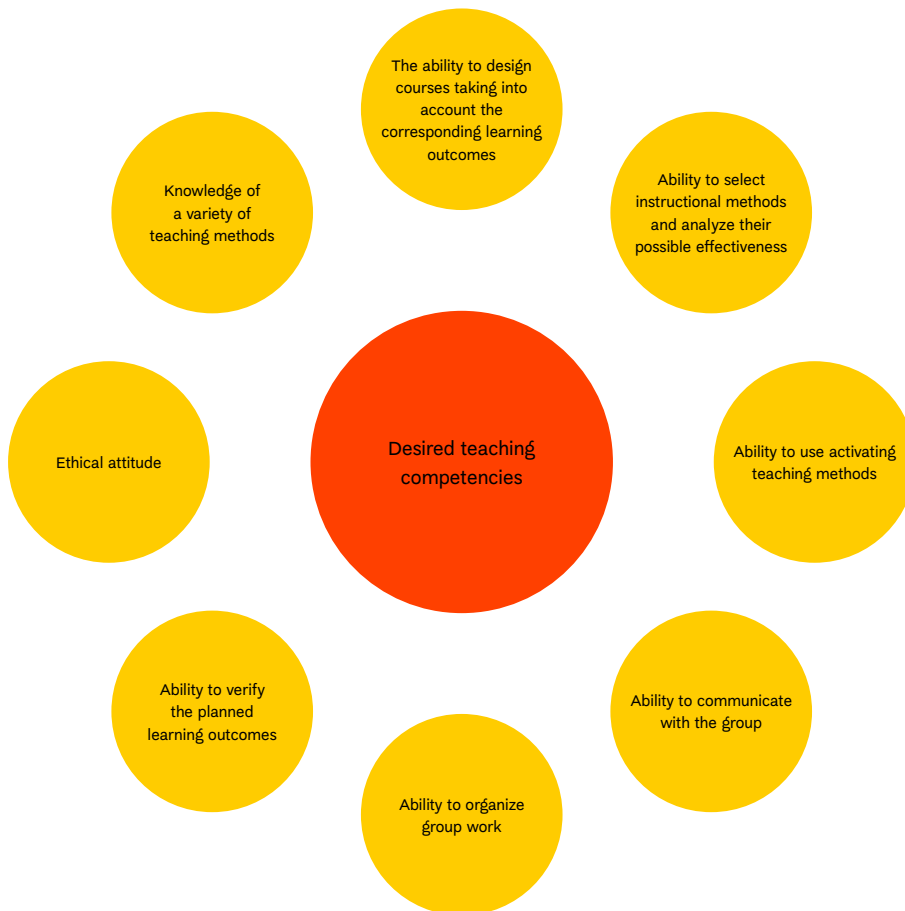 The ability to design
courses taking into
account the
corresponding learning
outcomes
Knowledge of
a variety of
teaching methods
Ability to select
instructional methods
and analyze their
possible effectiveness
Ethical attitude
Desired teaching
competencies
Ability to use activating
teaching methods
Ability to verify
the planned
learning outcomes
Ability to communicate
with the group
Ability to organize
group work